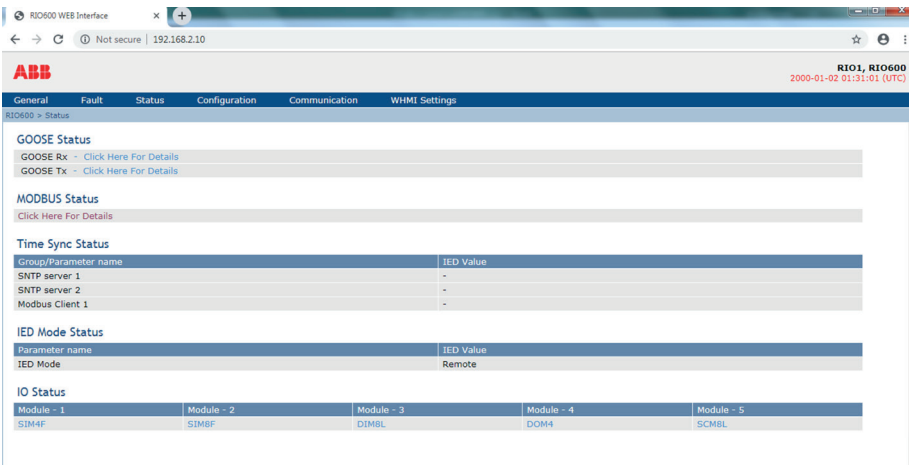 RIO600 WEB Interface
Not secure | 192.168.2.10
ABB
RIO1, RIO600
2000-01-02 01:31:01 (UTC)
General Fault Status Configuration Communication WHMI Settings
RIO600 > Status
GOOSE Status
GOOSE Rx - Click Here For Details
GOOSE Tx - Click Here For Details
MODBUS Status
Click Here For Details
Time Sync Status
Group/Parameter name IED Value
SNTP server 1 -
SNTP server 2 -
Modbus Client 1 -
IED Mode Status
Parameter name IED Value
IED Mode Remote
IO Status
Module - 1 Module - 2 Module - 3 Module - 4 Module - 5
SIM4F SIM8F DIM8L DOM4 SCM8L